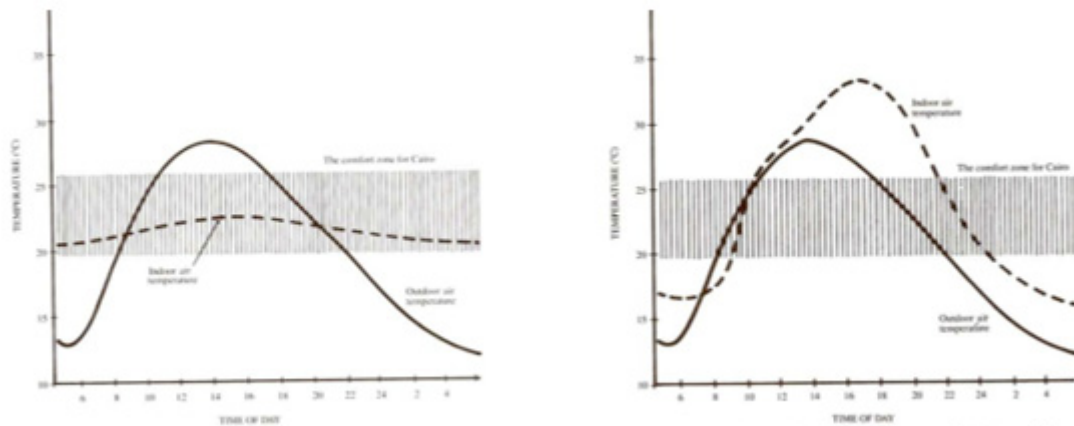 35
30
25
20
15
10
TEMPERATURE (°C)
The comfort zone for Cairo
Indoor air
temperature
Outdoor air
temperature
6 8 10 12 14 16 18 20 22 24 2 4
TIME OF DAY
35
30
25
20
15
10
TEMPERATURE (°C)
Indoor air
temperature
The comfort zone for Cairo
Outdoor air
temperature
6 8 10 12 14 16 18 20 22 24 2 4
TIME OF DAY